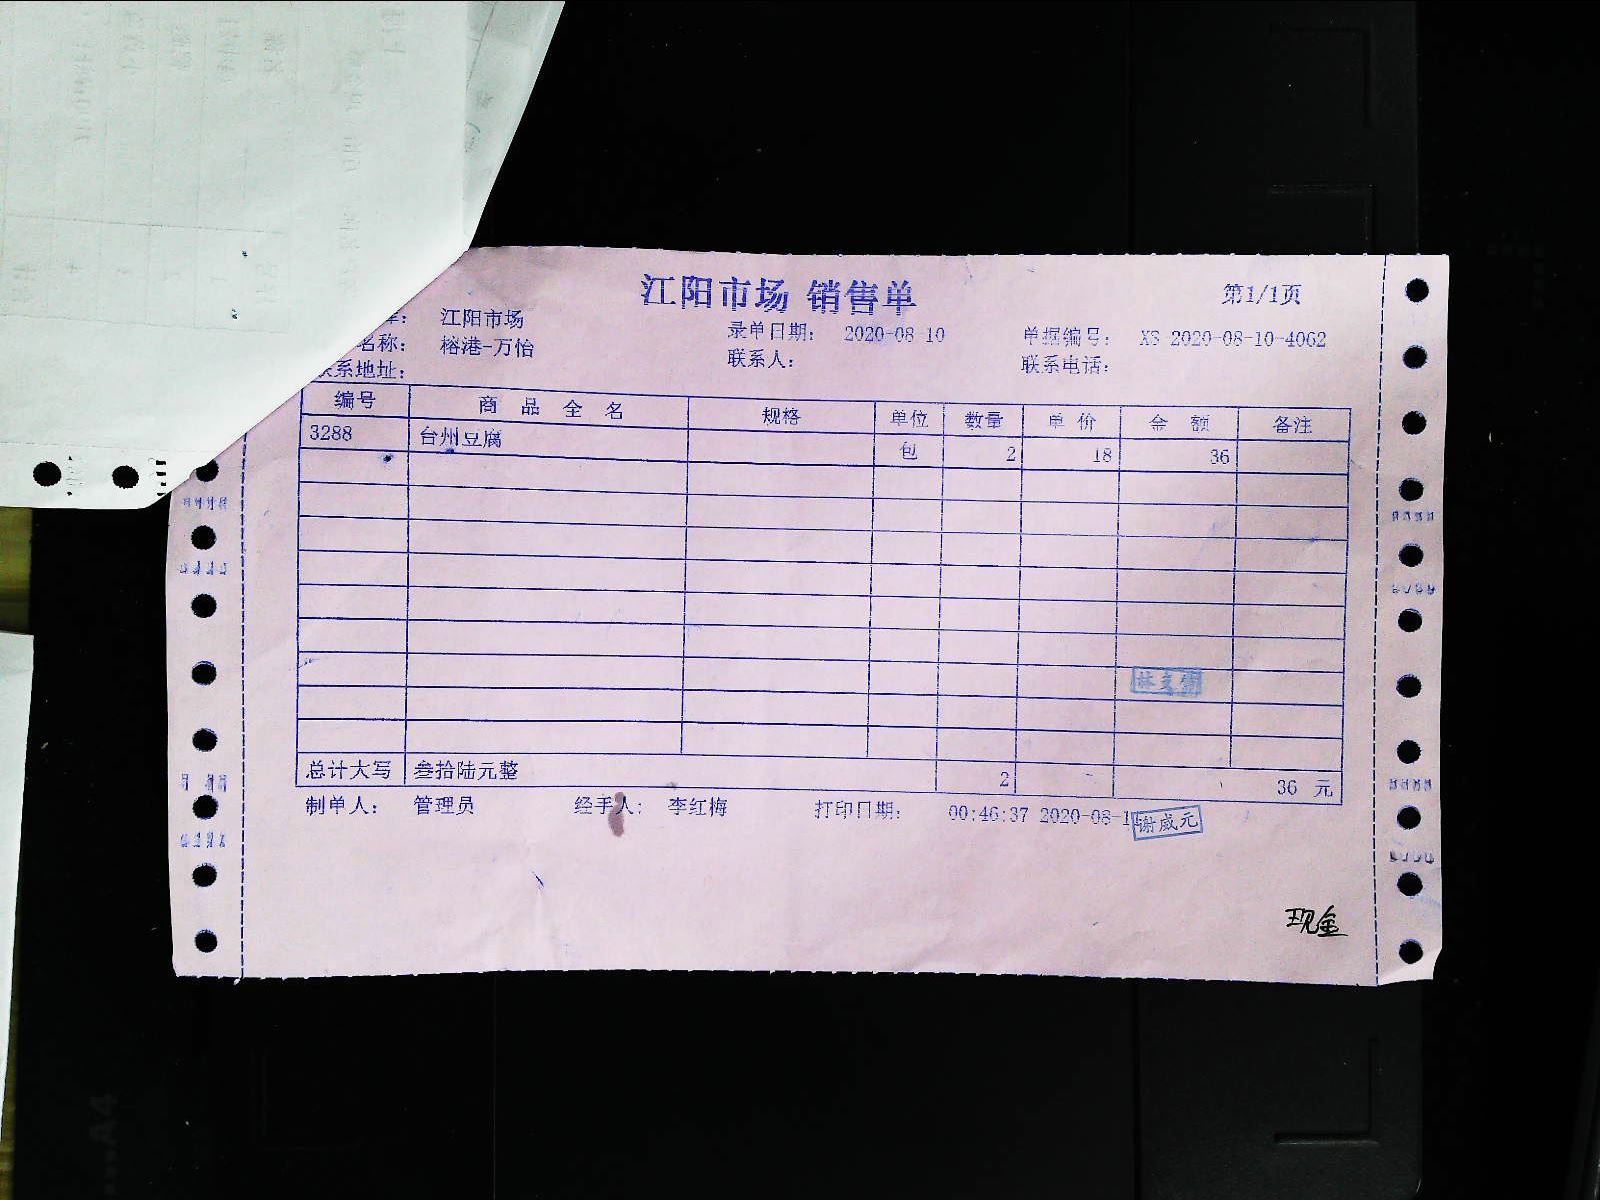 江阳市场 销售单
第1/1页
江阳市场
录单日期： 2020-08-10
单据编号： XS-2020-08-10-4062
名称： 榕港-万怡
联系人：
联系电话：
联系地址：
编号 商品全名 规格 单位 数量 单价 金额 备注
3288 台州豆腐 包 2 18 36
总计大写 叁拾陆元整 2 36 元
制单人： 管理员 经手人： 李红梅 打印日期： 00:46:37 2020-08-1
谢威元
现金
A4